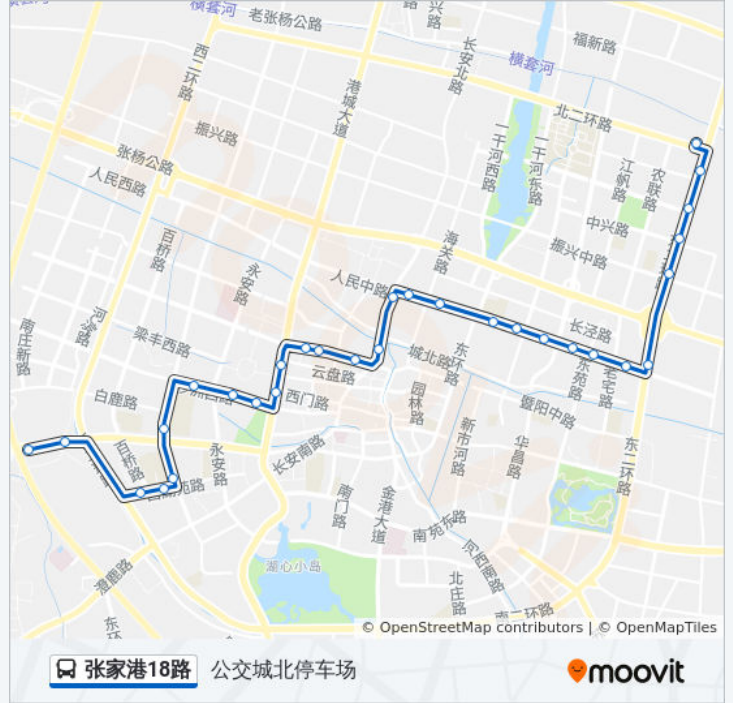 横套河
老张杨公路
兴路
长安北路
福新路
横套河
西二环路
港城大道
北二环路
振兴路
一干河西路
一干河东路
张杨公路
人民西路
江帆路
农联路
中兴路
百桥路
海关路
振兴中路
永安路
人民中路
河滨路
南庄新路
梁丰西路
长泾路
城北路
东环路
云盘路
东苑路
老宅路
白鹿路
西门路
园林路
暨阳中路
新市河路
华昌路
东二环路
百桥路
永安路
长安南路
南门路
金港大道
南苑东路
澄鹿路
湖心小岛
北庄路
南二环路
东环
© OpenStreetMap contributors | © OpenMapTiles
张家港18路
公交城北停车场
moovit